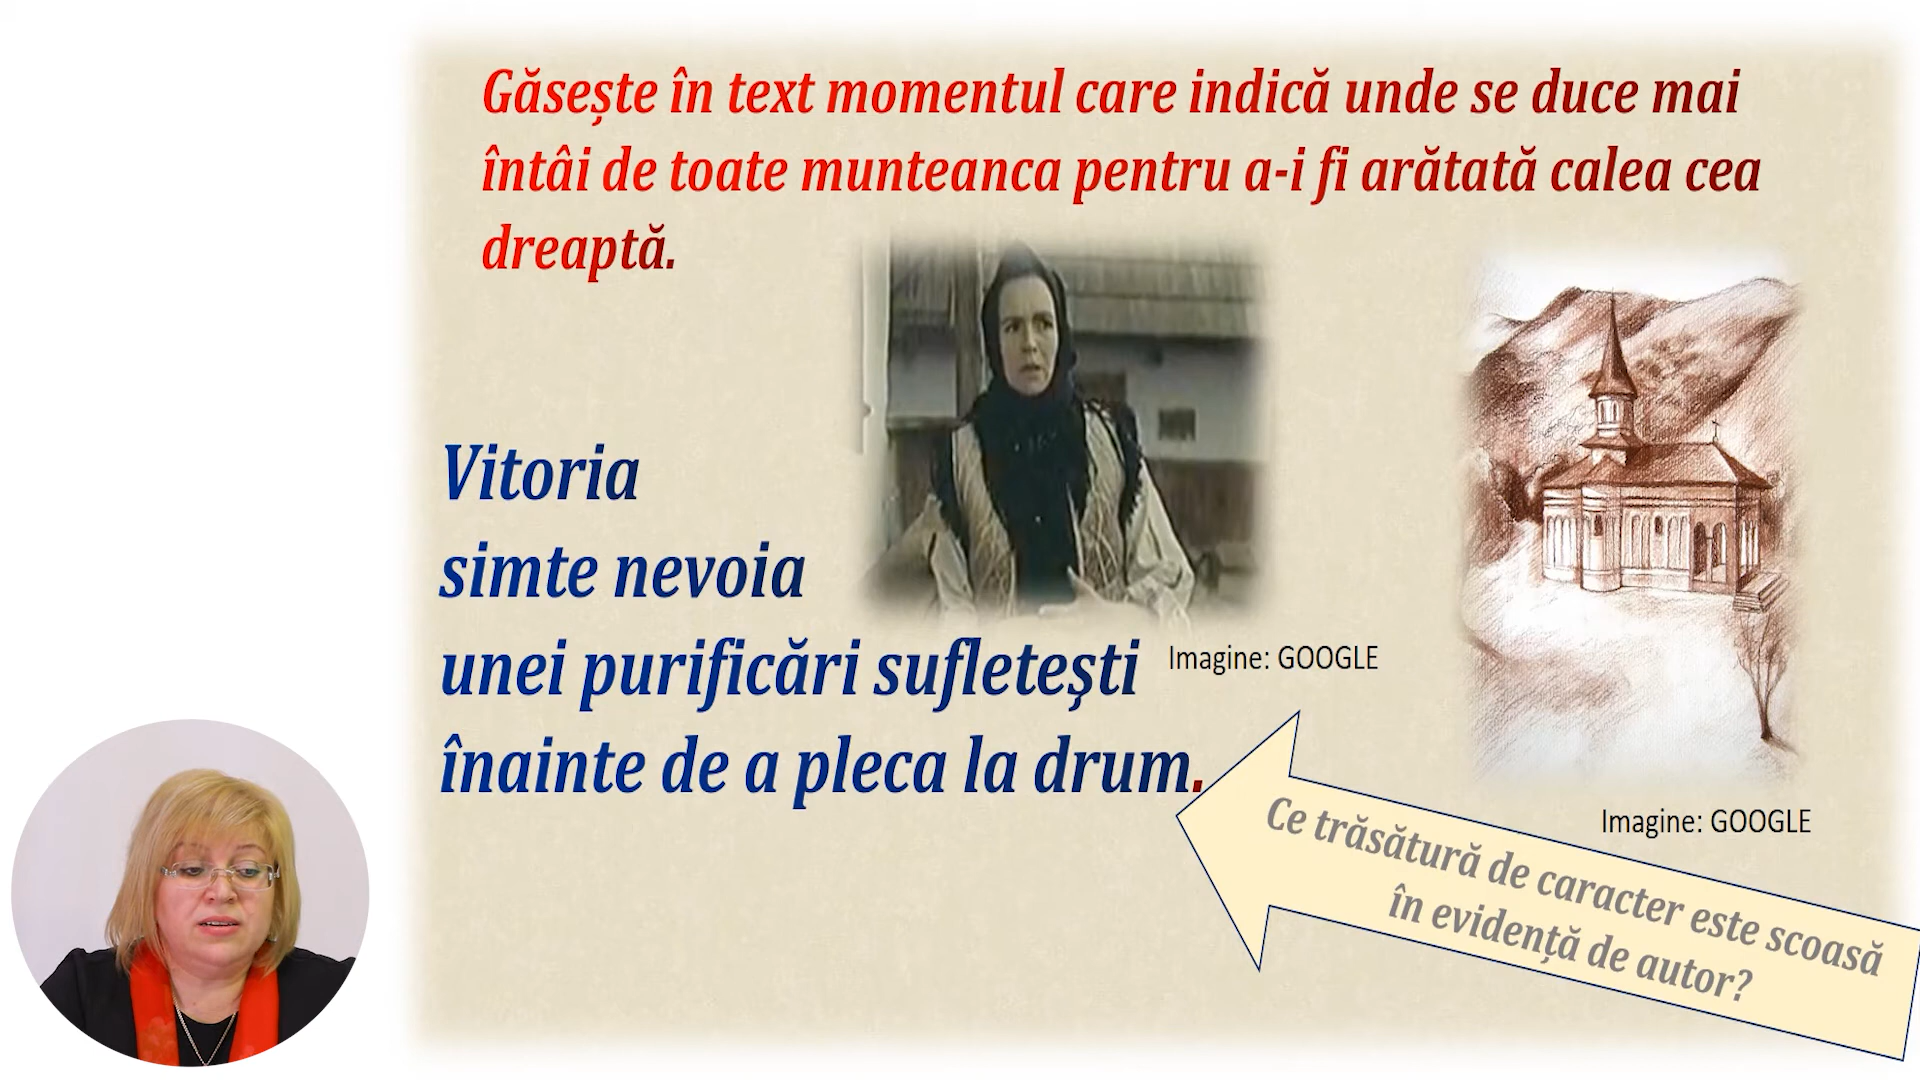 Găsește în text momentul care indică unde se duce mai
întâi de toate munteanca pentru a-i fi arătată calea cea
dreaptă.
Vitoria
simte nevoia
unei purificări sufletești
înainte de a pleca la drum.
Imagine: GOOGLE
Imagine: GOOGLE
Ce trăsătură de caracter este scoasă
în evidență de autor?